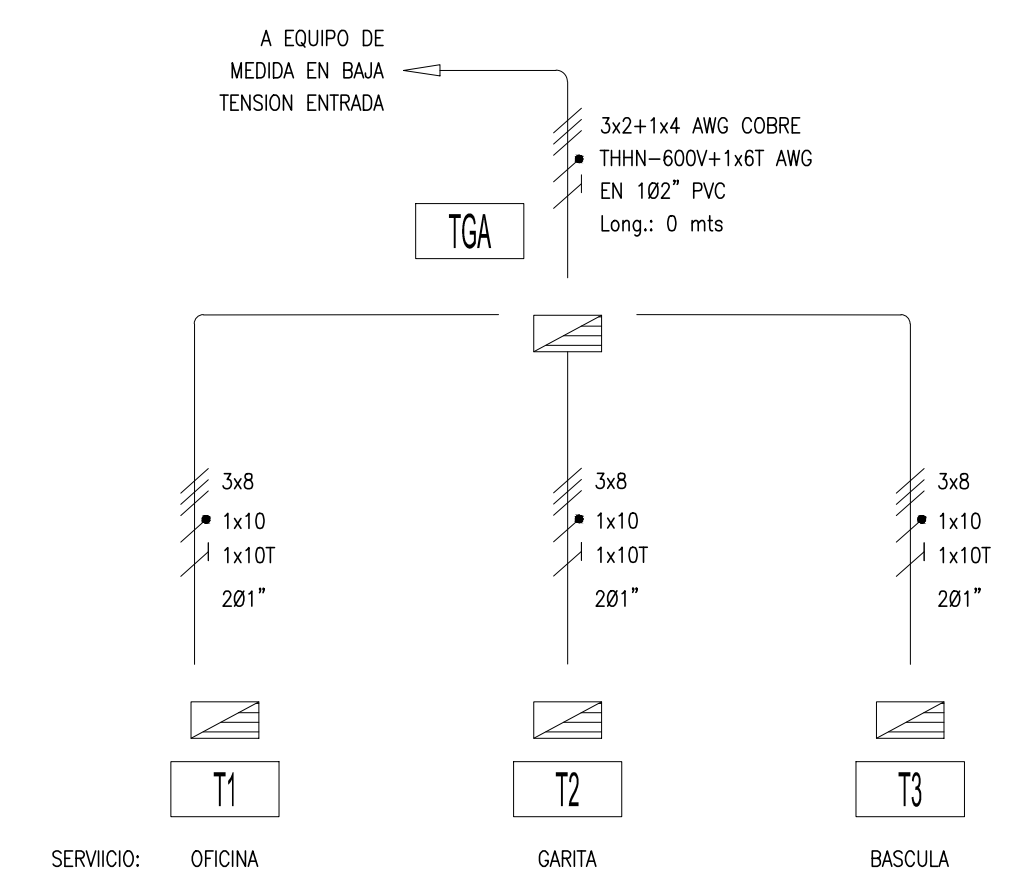 A EQUIPO DE
MEDIDA EN BAJA
TENSION ENTRADA
3x2+1x4 AWG COBRE
THHN-600V+1x6T AWG
EN 1Ø2" PVC
Long.: 0 mts
TGA
3x8
1x10
1x10T
2Ø1"
3x8
1x10
1x10T
2Ø1"
3x8
1x10
1x10T
2Ø1"
T1
T2
T3
SERVIICIO: OFICINA GARITA BASCULA